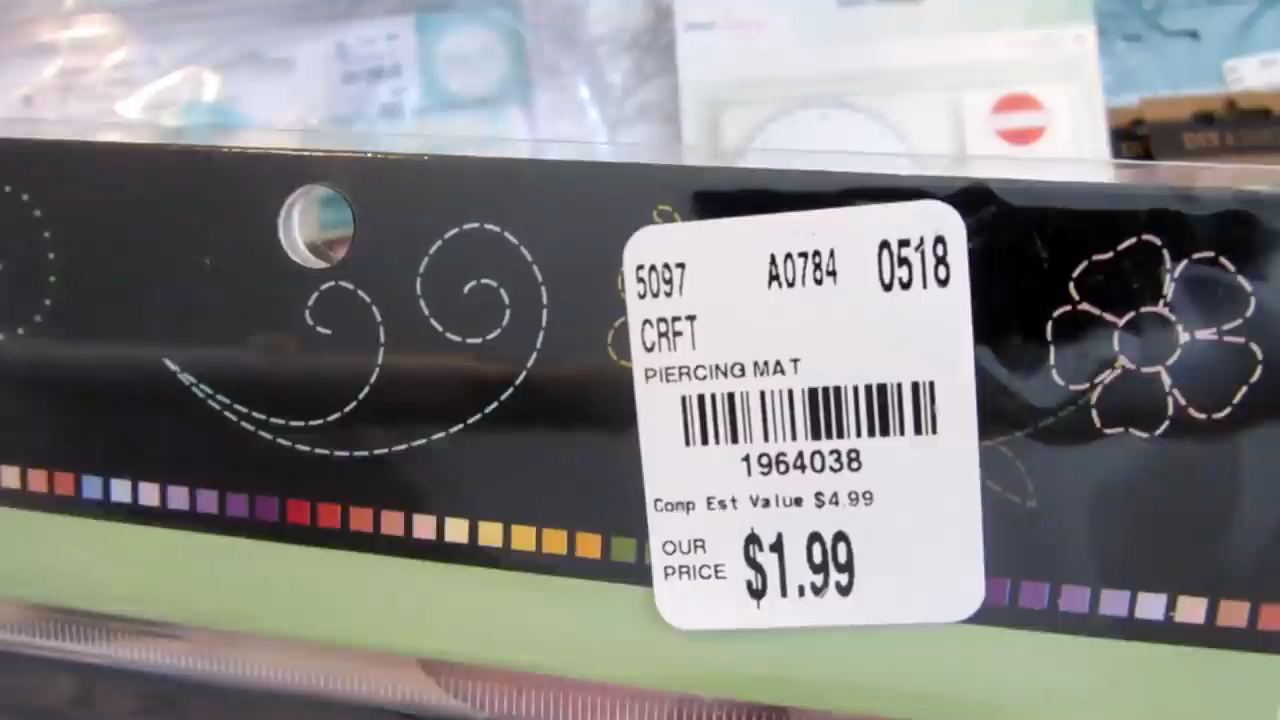 5097 A0784 0518
CRFT
PIERCING MAT
1964038
Comp Est Value $4.99
OUR
PRICE $1.99